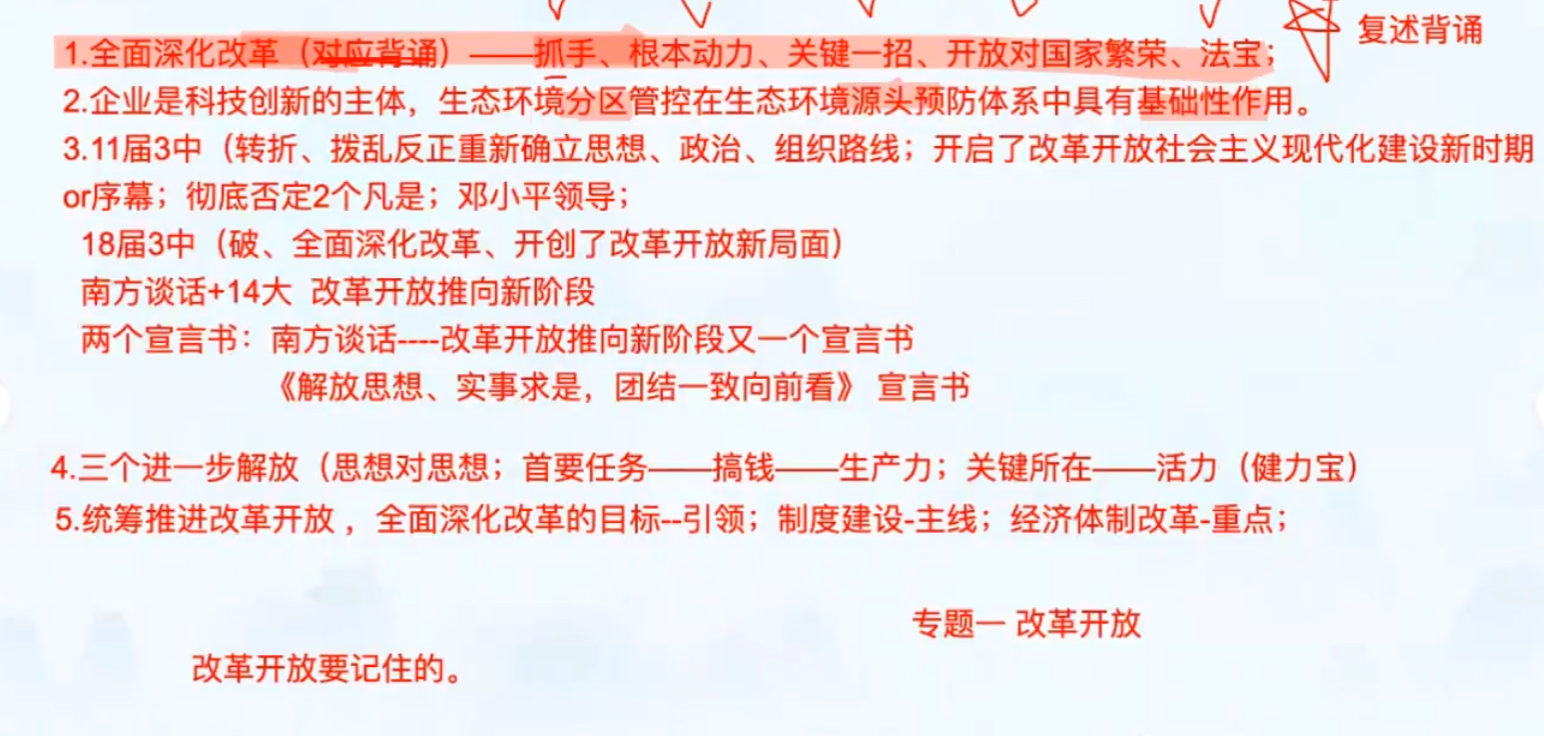 复述背诵
1.全面深化改革（对应背诵）——抓手、根本动力、关键一招、开放对国家繁荣、法宝；
2.企业是科技创新的主体，生态环境分区管控在生态环境源头预防体系中具有基础性作用。
3.11届3中（转折、拨乱反正重新确立思想、政治、组织路线；开启了改革开放社会主义现代化建设新时期
or序幕；彻底否定2个凡是；邓小平领导；
18届3中（破、全面深化改革、开创了改革开放新局面）
南方谈话+14大 改革开放推向新阶段
两个宣言书：南方谈话----改革开放推向新阶段又一个宣言书
《解放思想、实事求是，团结一致向前看》 宣言书
4.三个进一步解放（思想对思想；首要任务——搞钱——生产力；关键所在——活力（健力宝）
5.统筹推进改革开放 ，全面深化改革的目标--引领；制度建设-主线；经济体制改革-重点；
专题一 改革开放
改革开放要记住的。